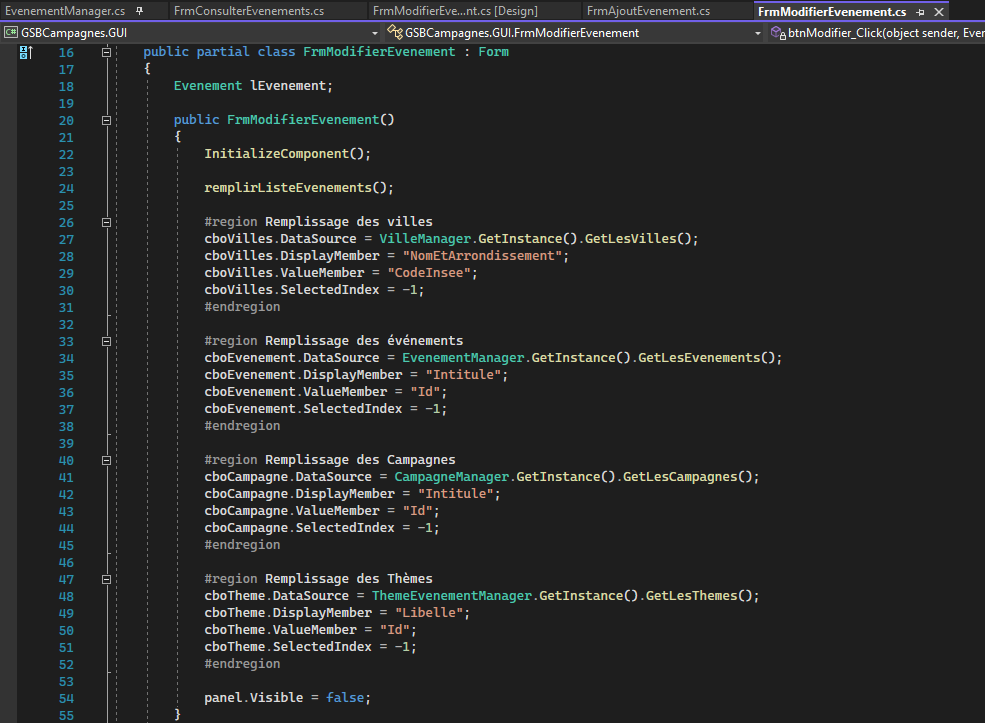 EvenementManager.cs FrmConsulterEvenements.cs FrmModifierEve...nt.cs [Design] FrmAjoutEvenement.cs FrmModifierEvenement.cs
GSBCampagnes.GUI GSBCampagnes.GUI.FrmModifierEvenement btnModifier_Click(object sender, Even
16 public partial class FrmModifierEvenement : Form
17 {
18 Evenement lEvenement;
19
20 public FrmModifierEvenement()
21 {
22 InitializeComponent();
23
24 remplirListeEvenements();
25
26 #region Remplissage des villes
27 cboVilles.DataSource = VilleManager.GetInstance().GetLesVilles();
28 cboVilles.DisplayMember = "NomEtArrondissement";
29 cboVilles.ValueMember = "CodeInsee";
30 cboVilles.SelectedIndex = -1;
31 #endregion
32
33 #region Remplissage des événements
34 cboEvenement.DataSource = EvenementManager.GetInstance().GetLesEvenements();
35 cboEvenement.DisplayMember = "Intitule";
36 cboEvenement.ValueMember = "Id";
37 cboEvenement.SelectedIndex = -1;
38 #endregion
39
40 #region Remplissage des Campagnes
41 cboCampagne.DataSource = CampagneManager.GetInstance().GetLesCampagnes();
42 cboCampagne.DisplayMember = "Intitule";
43 cboCampagne.ValueMember = "Id";
44 cboCampagne.SelectedIndex = -1;
45 #endregion
46
47 #region Remplissage des Thèmes
48 cboTheme.DataSource = ThemeEvenementManager.GetInstance().GetLesThemes();
49 cboTheme.DisplayMember = "Libelle";
50 cboTheme.ValueMember = "Id";
51 cboTheme.SelectedIndex = -1;
52 #endregion
53
54 panel.Visible = false;
55 }